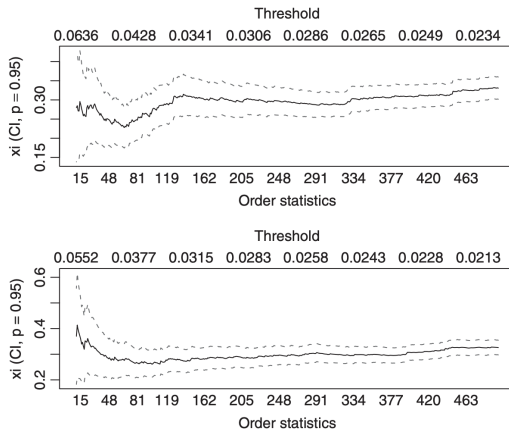 Threshold
0.0636 0.0428 0.0341 0.0306 0.0286 0.0265 0.0249 0.0234
xi (CI, p = 0.95)
0.30
0.15
15 48 81 119 162 205 248 291 334 377 420 463
Order statistics
Threshold
0.0552 0.0377 0.0315 0.0283 0.0258 0.0243 0.0228 0.0213
xi (CI, p = 0.95)
0.6
0.4
0.2
15 48 81 119 162 205 248 291 334 377 420 463
Order statistics